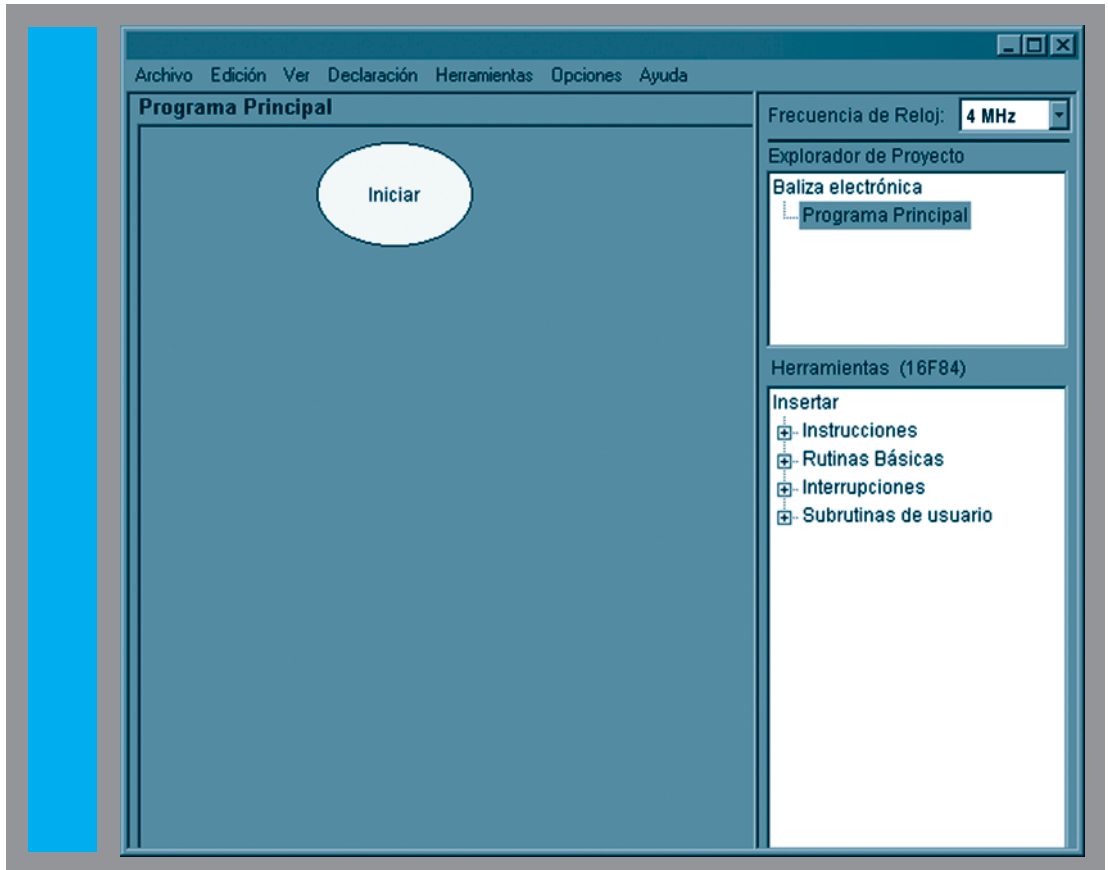 Archivo Edición Ver Declaración Herramientas Opciones Ayuda
Programa Principal
Iniciar
Frecuencia de Reloj: 4 MHz
Explorador de Proyecto
Baliza electrónica
Programa Principal
Herramientas (16F84)
Insertar
Instrucciones
Rutinas Básicas
Interrupciones
Subrutinas de usuario